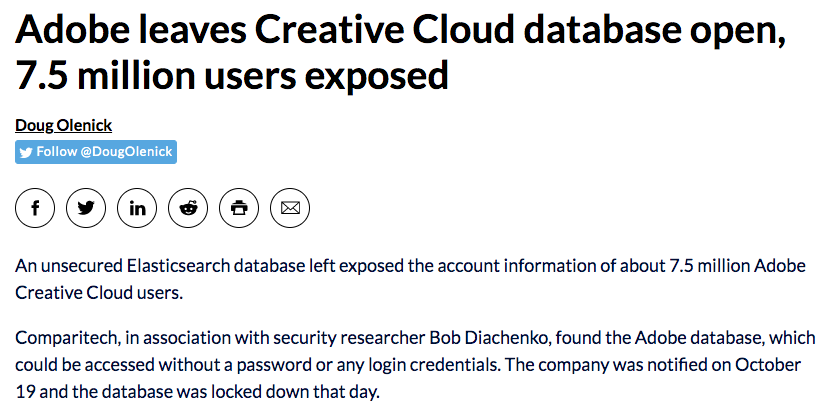 Adobe leaves Creative Cloud database open,
7.5 million users exposed
Doug Olenick
Follow @DougOlenick
An unsecured Elasticsearch database left exposed the account information of about 7.5 million Adobe
Creative Cloud users.
Comparitech, in association with security researcher Bob Diachenko, found the Adobe database, which
could be accessed without a password or any login credentials. The company was notified on October
19 and the database was locked down that day.